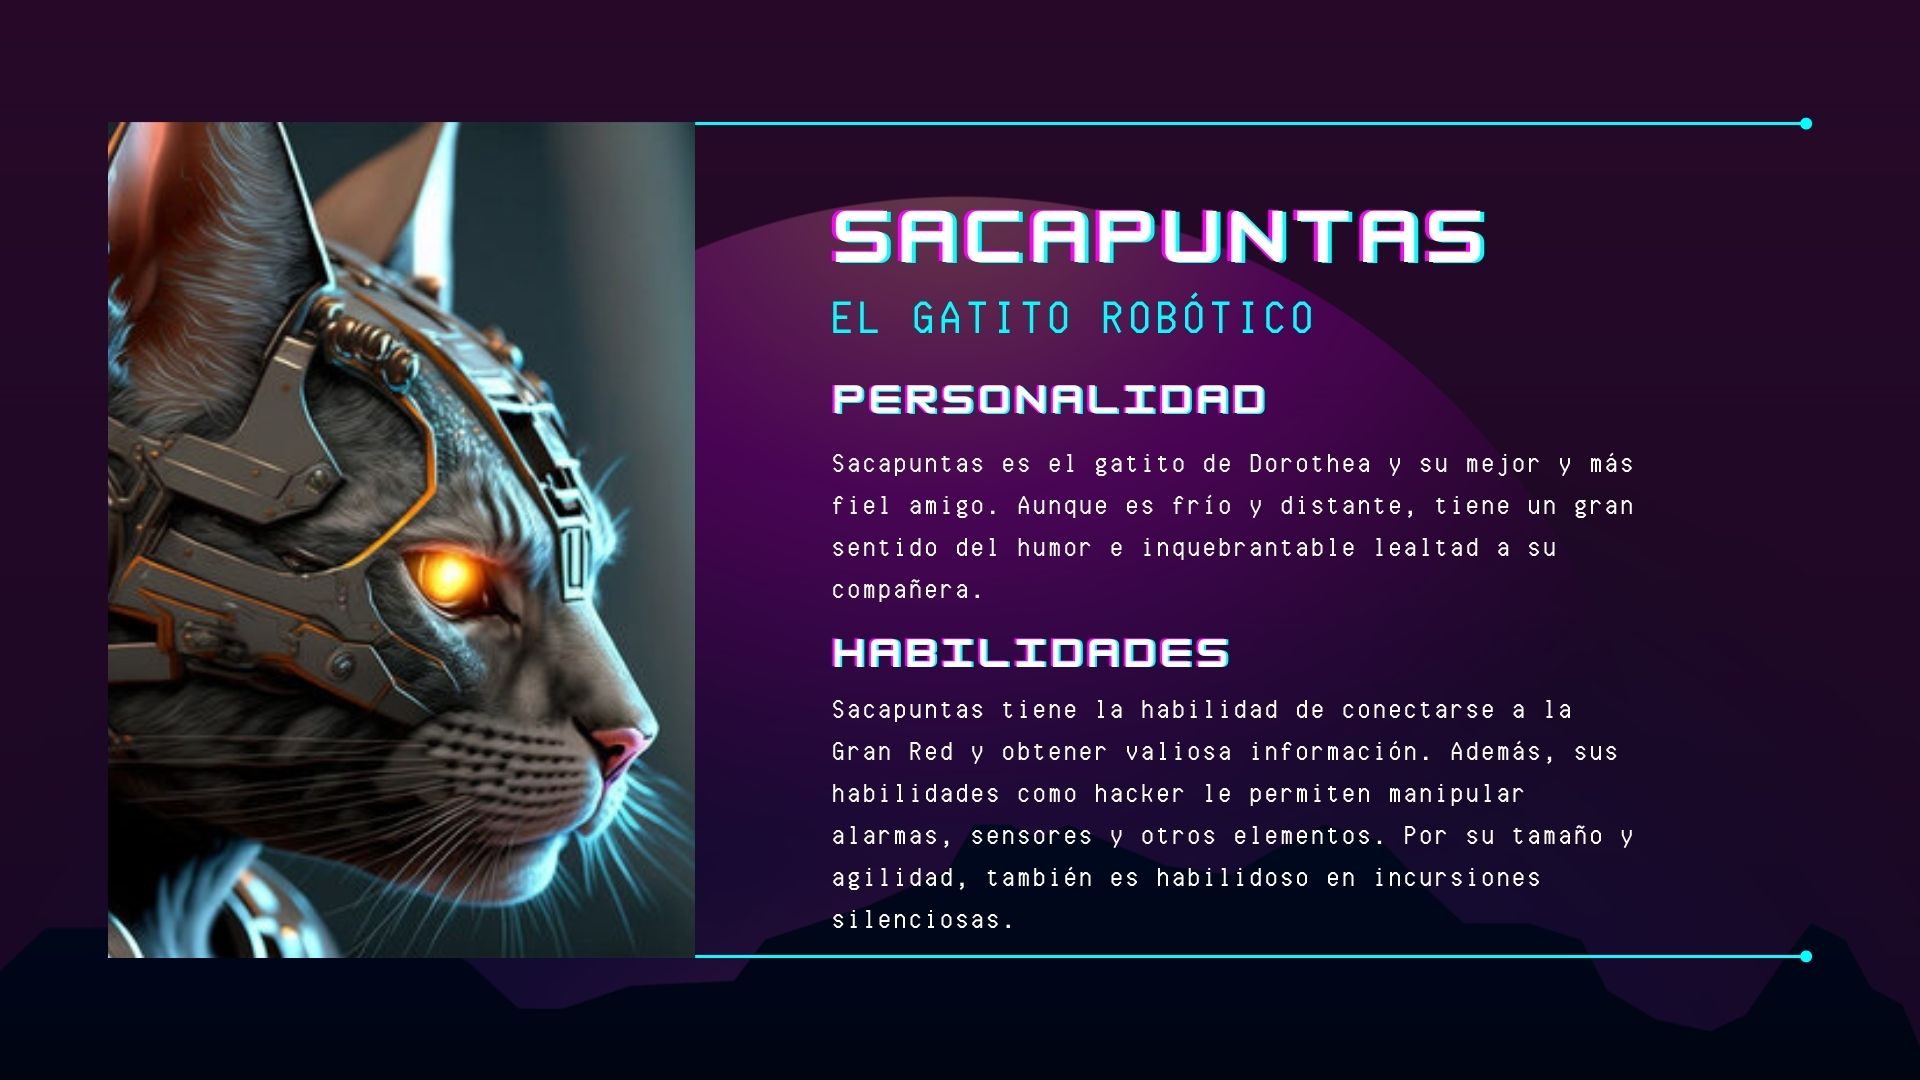 SACAPUNTAS
EL GATITO ROBÓTICO
PERSONALIDAD
Sacapuntas es el gatito de Dorothea y su mejor y más
fiel amigo. Aunque es frío y distante, tiene un gran
sentido del humor e inquebrantable lealtad a su
compañera.
HABILIDADES
Sacapuntas tiene la habilidad de conectarse a la
Gran Red y obtener valiosa información. Además, sus
habilidades como hacker le permiten manipular
alarmas, sensores y otros elementos. Por su tamaño y
agilidad, también es habilidoso en incursiones
silenciosas.